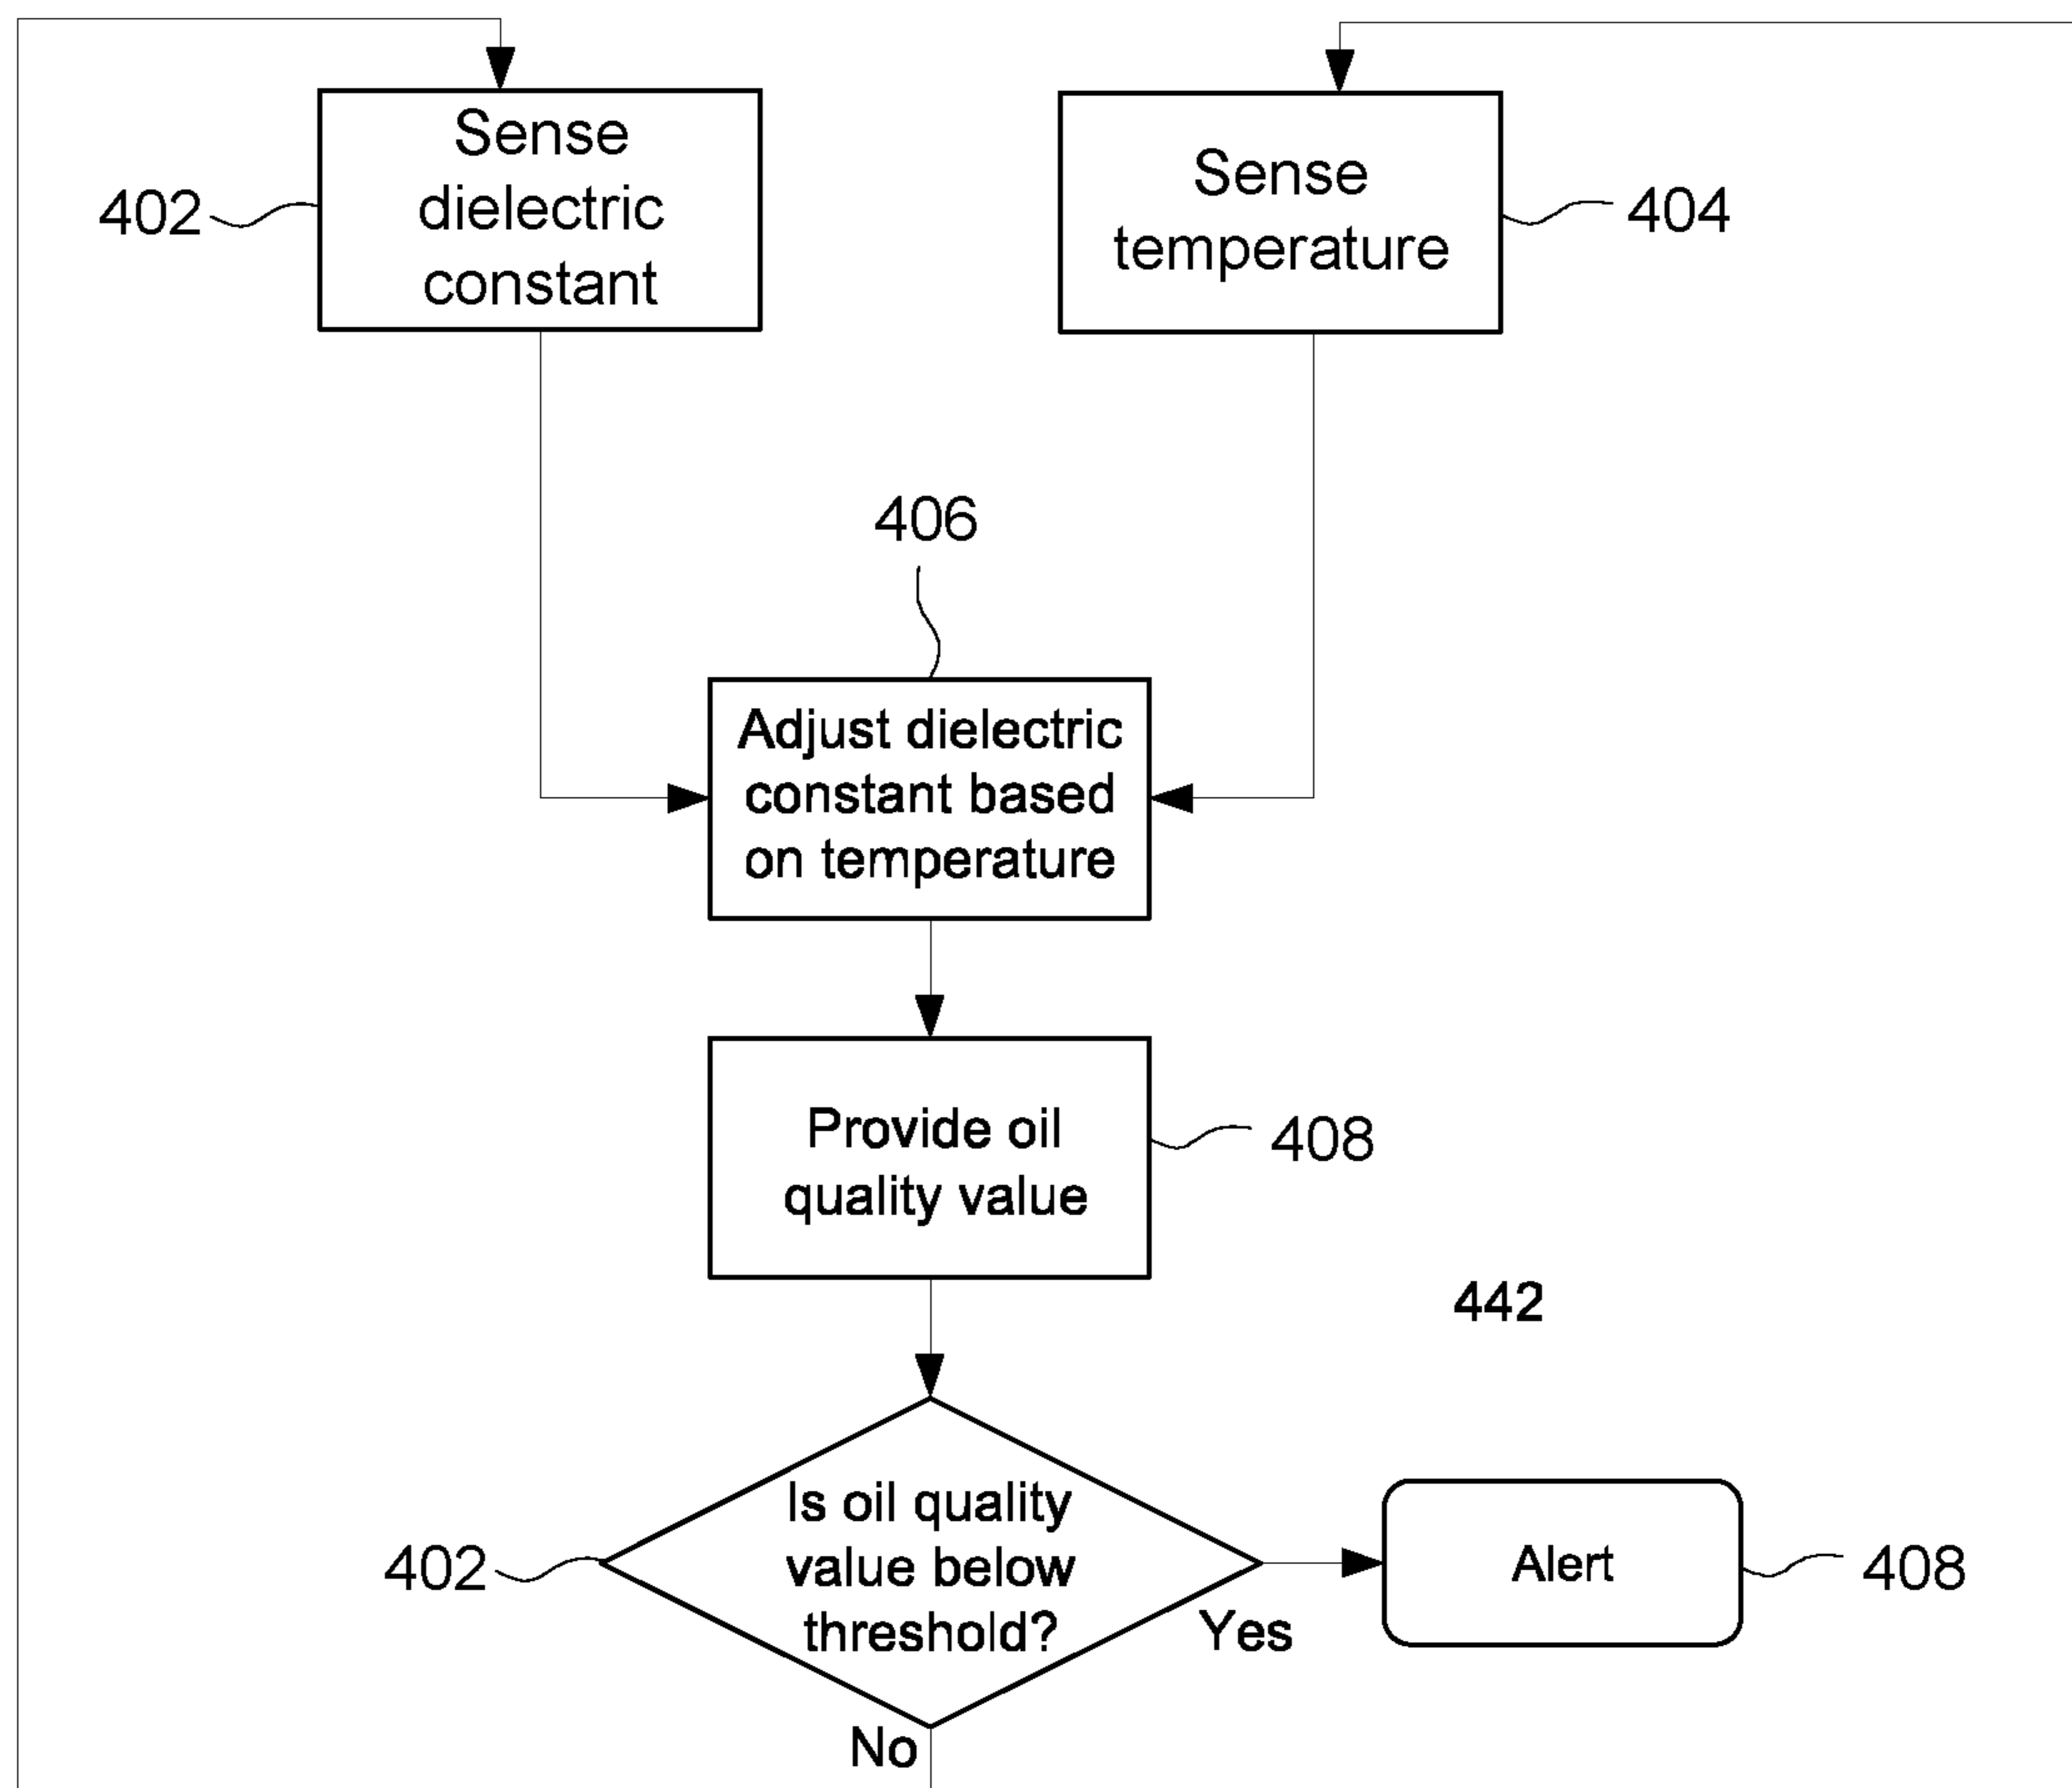 Sense
dielectric
constant
402
Sense
temperature
404
406
Adjust dielectric
constant based
on temperature
Provide oil
quality value
408
442
Is oil quality
value below
threshold?
402
Yes
Alert
408
No